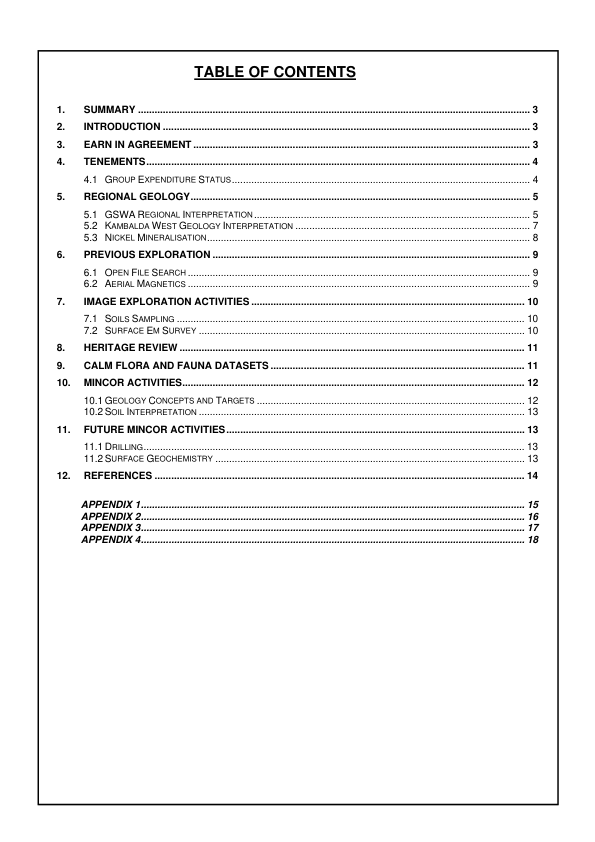 TABLE OF CONTENTS
1. SUMMARY ........ 3
2. INTRODUCTION ........ 3
3. EARN IN AGREEMENT ........ 3
4. TENEMENTS ........ 4
4.1 GROUP EXPENDITURE STATUS ........ 4
5. REGIONAL GEOLOGY ........ 5
5.1 GSWA REGIONAL INTERPRETATION ........ 5
5.2 KAMBALDA WEST GEOLOGY INTERPRETATION ........ 7
5.3 NICKEL MINERALISATION ........ 8
6. PREVIOUS EXPLORATION ........ 9
6.1 OPEN FILE SEARCH ........ 9
6.2 AERIAL MAGNETICS ........ 9
7. IMAGE EXPLORATION ACTIVITIES ........ 10
7.1 SOILS SAMPLING ........ 10
7.2 SURFACE EM SURVEY ........ 10
8. HERITAGE REVIEW ........ 11
9. CALM FLORA AND FAUNA DATASETS ........ 11
10. MINCOR ACTIVITIES ........ 12
10.1 GEOLOGY CONCEPTS AND TARGETS ........ 12
10.2 SOIL INTERPRETATION ........ 13
11. FUTURE MINCOR ACTIVITIES ........ 13
11.1 DRILLING ........ 13
11.2 SURFACE GEOCHEMISTRY ........ 13
12. REFERENCES ........ 14
APPENDIX 1 ........ 15
APPENDIX 2 ........ 16
APPENDIX 3 ........ 17
APPENDIX 4 ........ 18